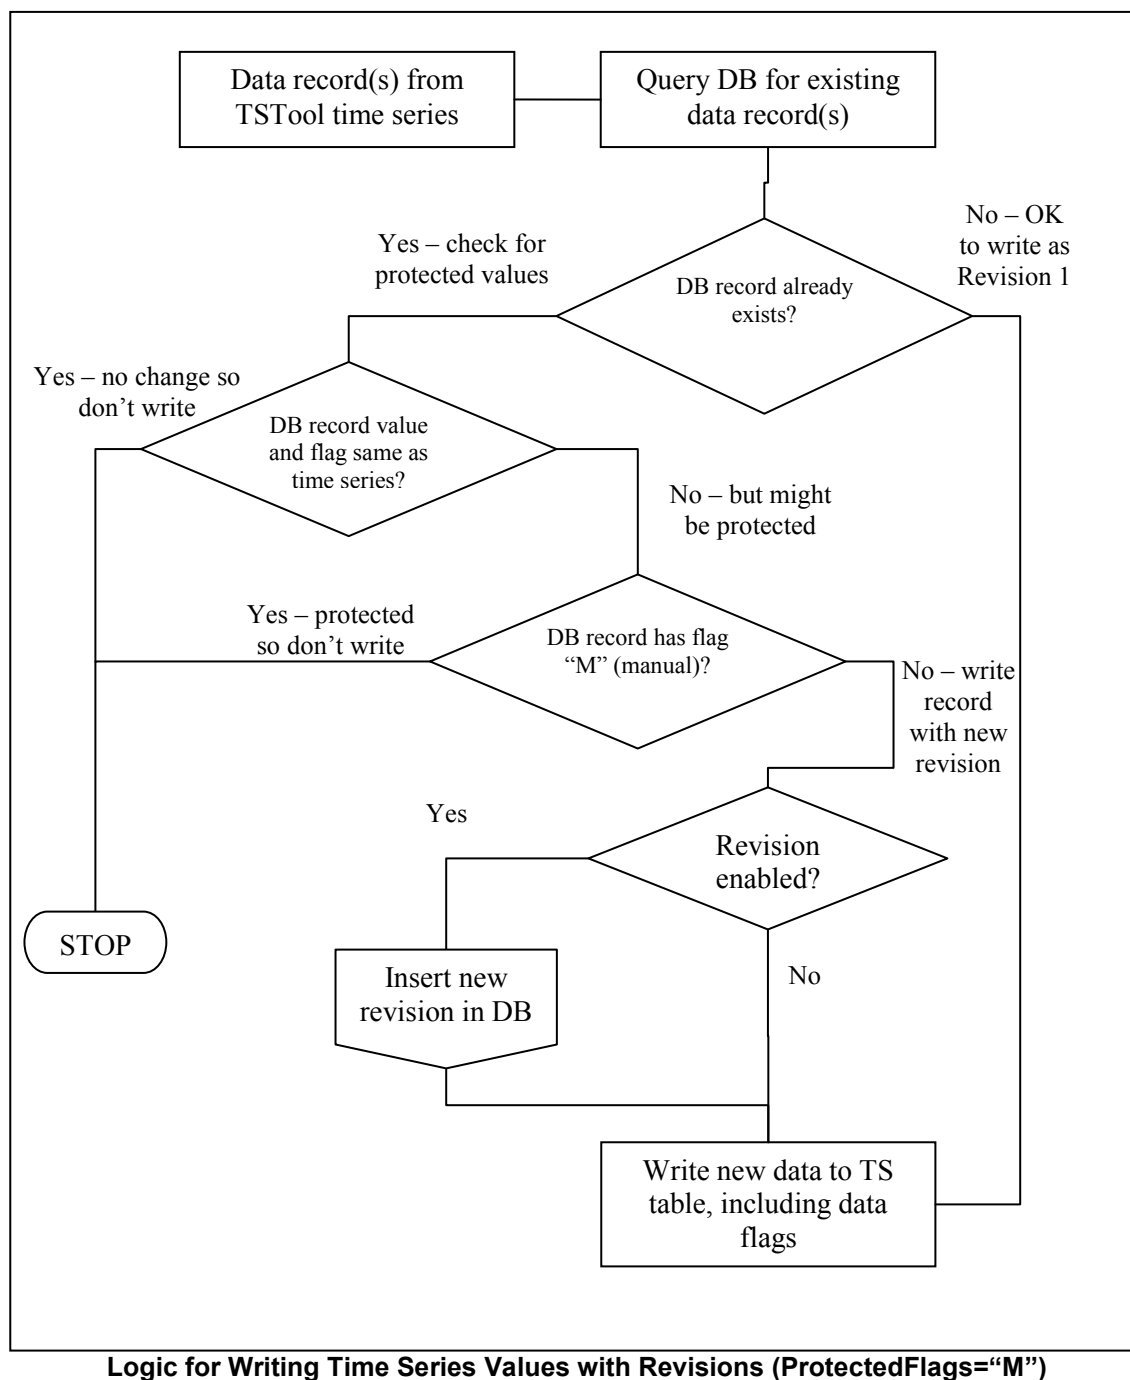 Data record(s) from
TSTool time series
Query DB for existing
data record(s)
No – OK
to write as
Revision 1
Yes – check for
protected values
DB record already
exists?
Yes – no change so
don’t write
DB record value
and flag same as
time series?
No – but might
be protected
Yes – protected
so don’t write
DB record has flag
“M” (manual)?
No – write
record
with new
revision
Yes
Revision
enabled?
STOP
Insert new
revision in DB
No
Write new data to TS
table, including data
flags
Logic for Writing Time Series Values with Revisions (ProtectedFlags=“M”)